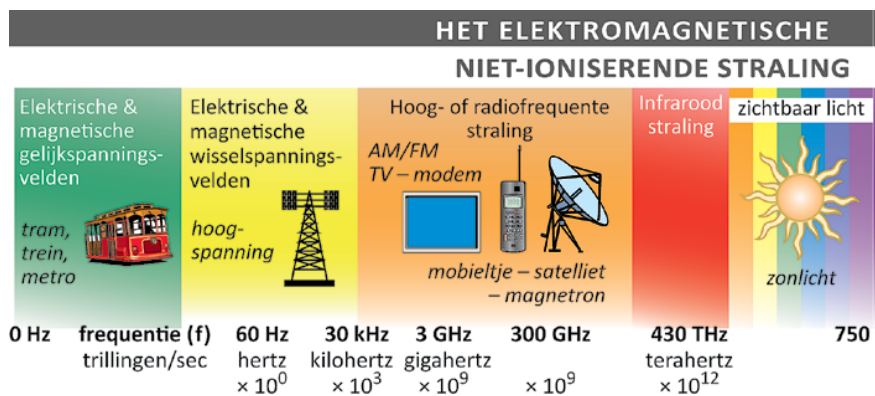 HET ELEKTROMAGNETISCHE
NIET-IONISERENDE STRALING
Elektrische &
magnetische
gelijkspannings-
velden
tram,
trein,
metro
Elektrische &
magnetische
wisselspannings-
velden
hoog-
spanning
Hoog- of radiofrequente
straling
AM/FM
TV – modem
mobieltje – satelliet
– magnetron
Infrarood
straling
zichtbaar licht
zonlicht
0 Hz frequentie (f) 60 Hz 30 kHz 3 GHz 300 GHz 430 THz 750
trillingen/sec hertz kilohertz gigahertz terahertz
× 10⁰ × 10³ × 10⁹ × 10⁹ × 10¹²